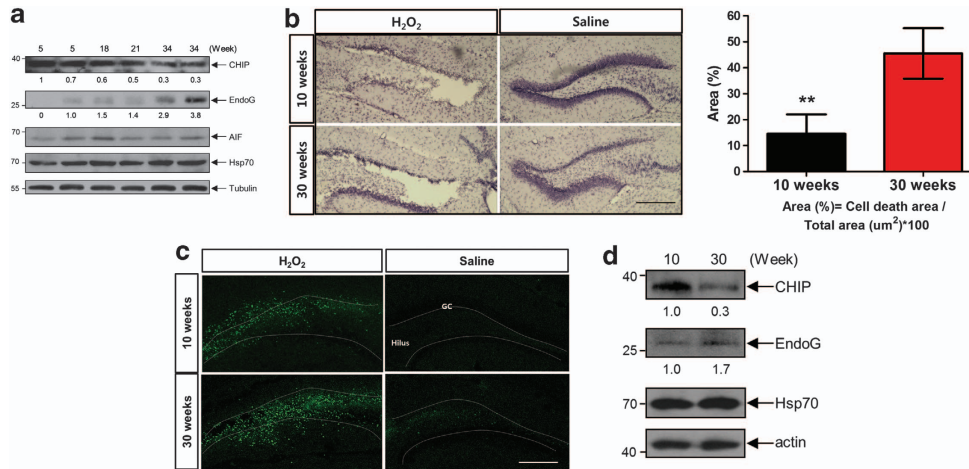 a
5 5 18 21 34 34 (Week)
40
CHIP
1 0.7 0.6 0.5 0.3 0.3
EndoG
25
0 1.0 1.5 1.4 2.9 3.8
70
AIF
70
Hsp70
55
Tubulin
b
H₂O₂ Saline
10 weeks
30 weeks
Area (%)
60
50
40
30
20
10
0
**
10 weeks 30 weeks
Area (%)= Cell death area /
Total area (um²)*100
c
H₂O₂ Saline
10 weeks
GC
Hilus
30 weeks
d
10 30 (Week)
40
CHIP
1.0 0.3
EndoG
25
1.0 1.7
70
Hsp70
actin
40